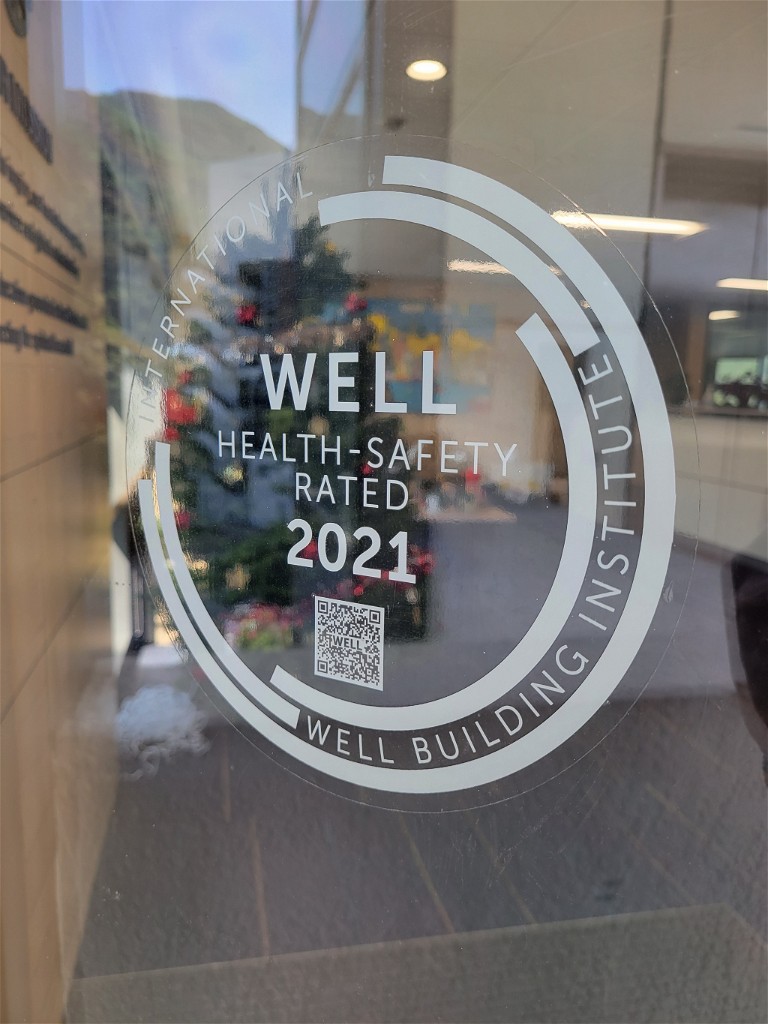 INTERNATIONAL
WELL BUILDING INSTITUTE
WELL
HEALTH-SAFETY
RATED
2021
WELL